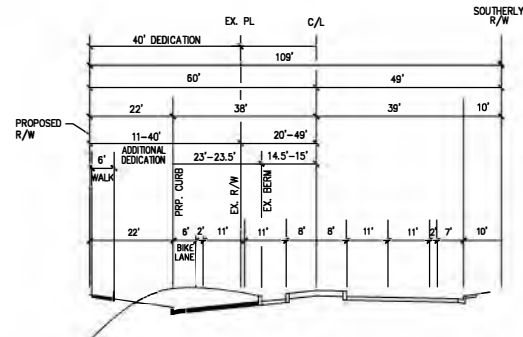 EX. PL
C/L
SOUTHERLY
R/W
40' DEDICATION
109'
60'
49'
22'
38'
39'
10'
PROPOSED
R/W
11-40'
20'-49'
ADDITIONAL
DEDICATION
6'
WALK
23'-23.5'
14.5'-15'
PRP. CURB
EX. R/W
EX. BERM
22'
6'
2'
11'
11'
8'
8'
11'
11'
2'
7'
10'
BIKE
LANE